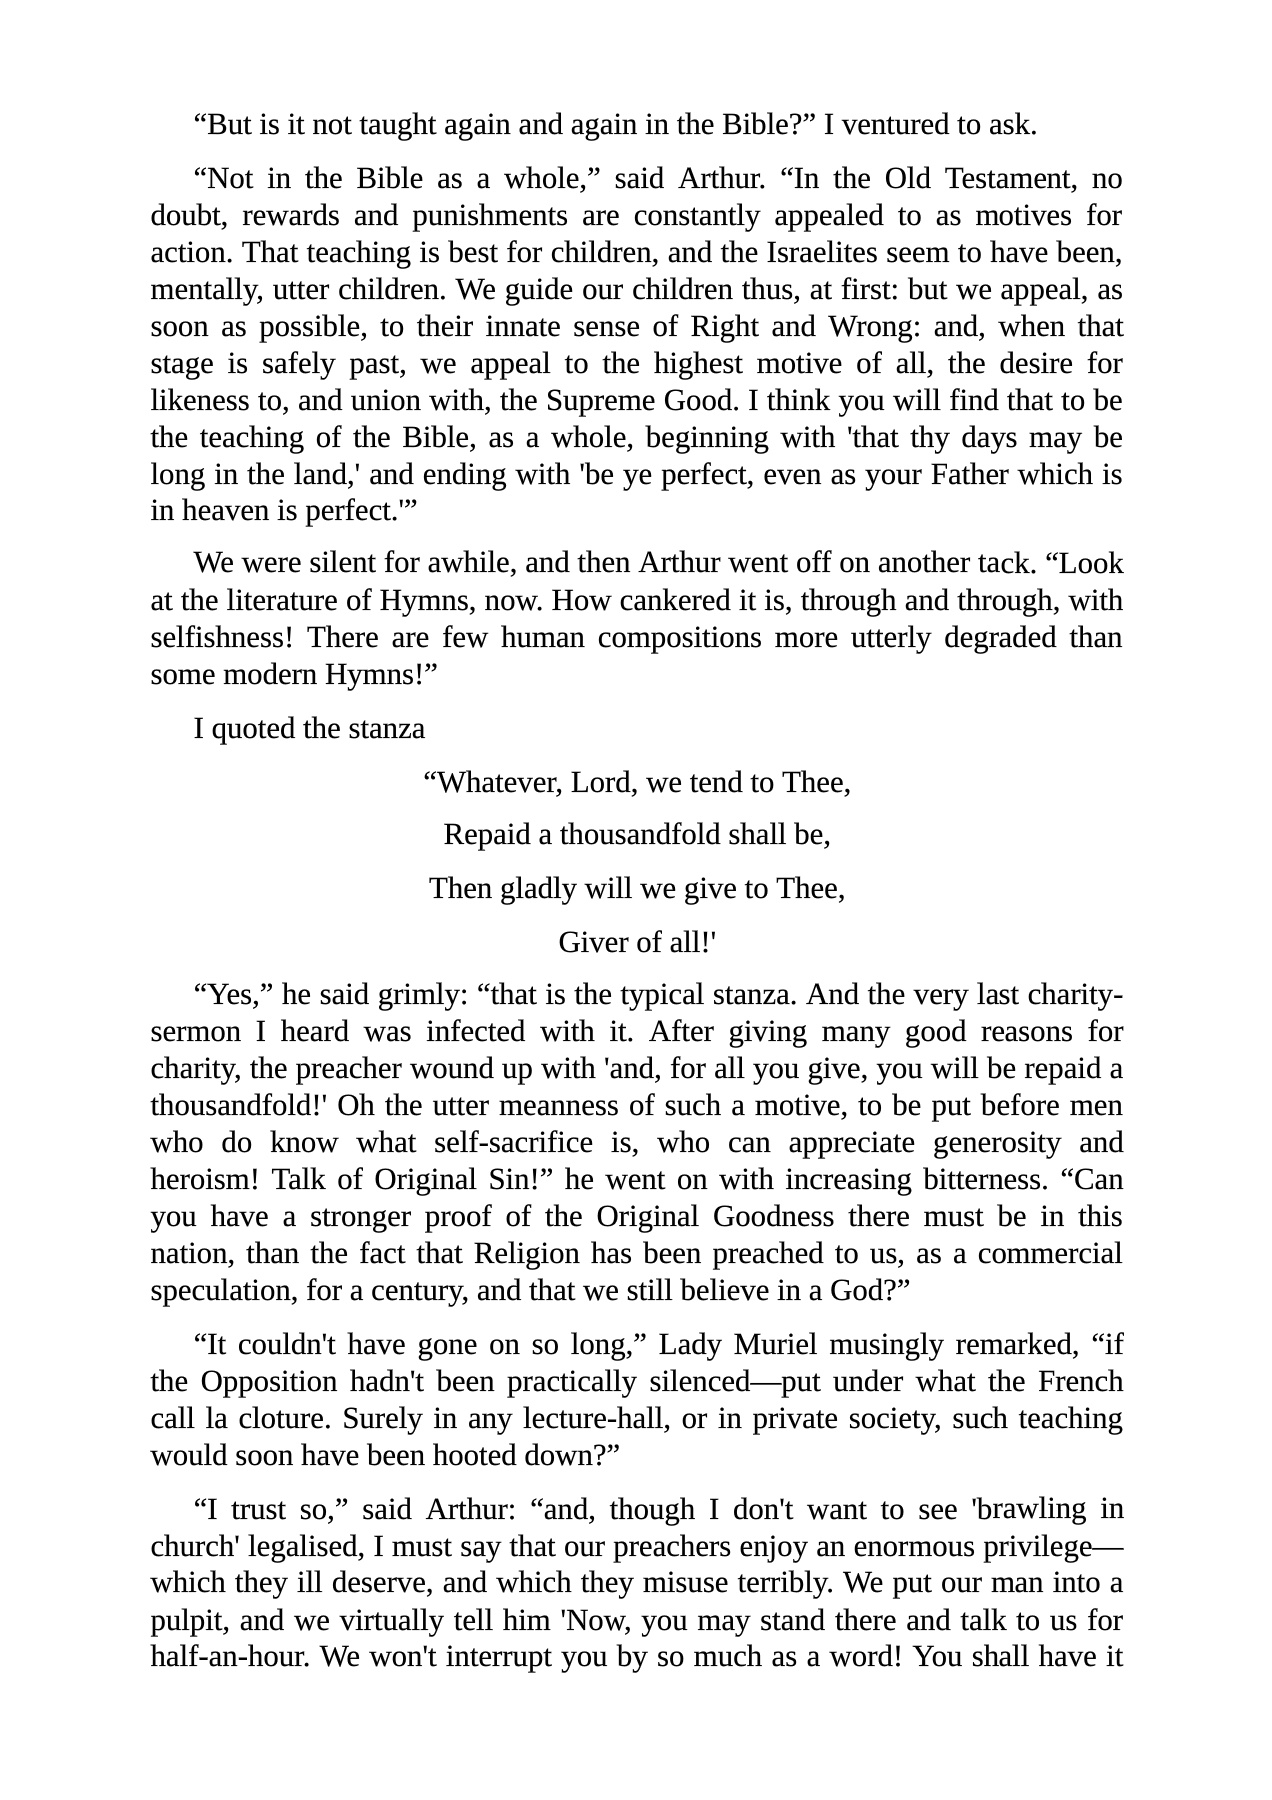 “But is it not taught again and again in the Bible?” I ventured to ask.
“Not in the Bible as a whole,” said Arthur. “In the Old Testament, no
doubt, rewards and punishments are constantly appealed to as motives for
action. That teaching is best for children, and the Israelites seem to have been,
mentally, utter children. We guide our children thus, at first: but we appeal, as
soon as possible, to their innate sense of Right and Wrong: and, when that
stage is safely past, we appeal to the highest motive of all, the desire for
likeness to, and union with, the Supreme Good. I think you will find that to be
the teaching of the Bible, as a whole, beginning with 'that thy days may be
long in the land,' and ending with 'be ye perfect, even as your Father which is
in heaven is perfect.'”
We were silent for awhile, and then Arthur went off on another tack. “Look
at the literature of Hymns, now. How cankered it is, through and through, with
selfishness! There are few human compositions more utterly degraded than
some modern Hymns!”
I quoted the stanza
“Whatever, Lord, we tend to Thee,
Repaid a thousandfold shall be,
Then gladly will we give to Thee,
Giver of all!'
“Yes,” he said grimly: “that is the typical stanza. And the very last charity-
sermon I heard was infected with it. After giving many good reasons for
charity, the preacher wound up with 'and, for all you give, you will be repaid a
thousandfold!' Oh the utter meanness of such a motive, to be put before men
who do know what self-sacrifice is, who can appreciate generosity and
heroism! Talk of Original Sin!” he went on with increasing bitterness. “Can
you have a stronger proof of the Original Goodness there must be in this
nation, than the fact that Religion has been preached to us, as a commercial
speculation, for a century, and that we still believe in a God?”
“It couldn't have gone on so long,” Lady Muriel musingly remarked, “if
the Opposition hadn't been practically silenced—put under what the French
call la cloture. Surely in any lecture-hall, or in private society, such teaching
would soon have been hooted down?”
“I trust so,” said Arthur: “and, though I don't want to see 'brawling in
church' legalised, I must say that our preachers enjoy an enormous privilege—
which they ill deserve, and which they misuse terribly. We put our man into a
pulpit, and we virtually tell him 'Now, you may stand there and talk to us for
half-an-hour. We won't interrupt you by so much as a word! You shall have it